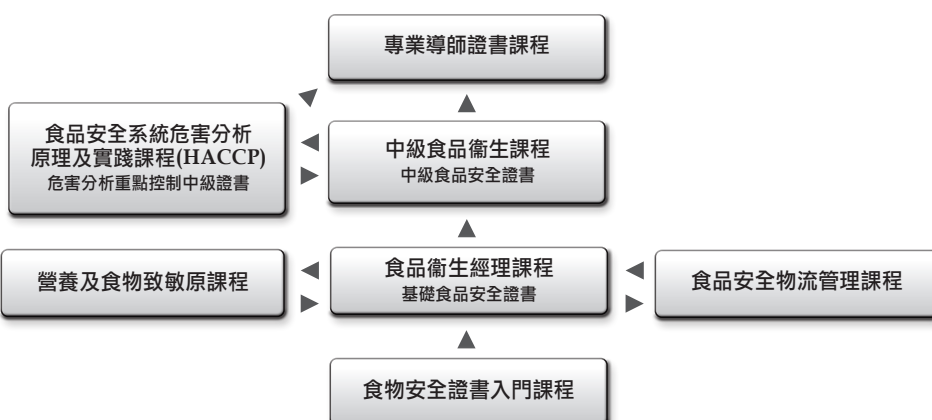 專業導師證書課程
食品安全系統危害分析
原理及實踐課程(HACCP)
危害分析重點控制中級證書
中級食品衞生課程
中級食品安全證書
營養及食物致敏原課程
食品衞生經理課程
基礎食品安全證書
食品安全物流管理課程
食物安全證書入門課程